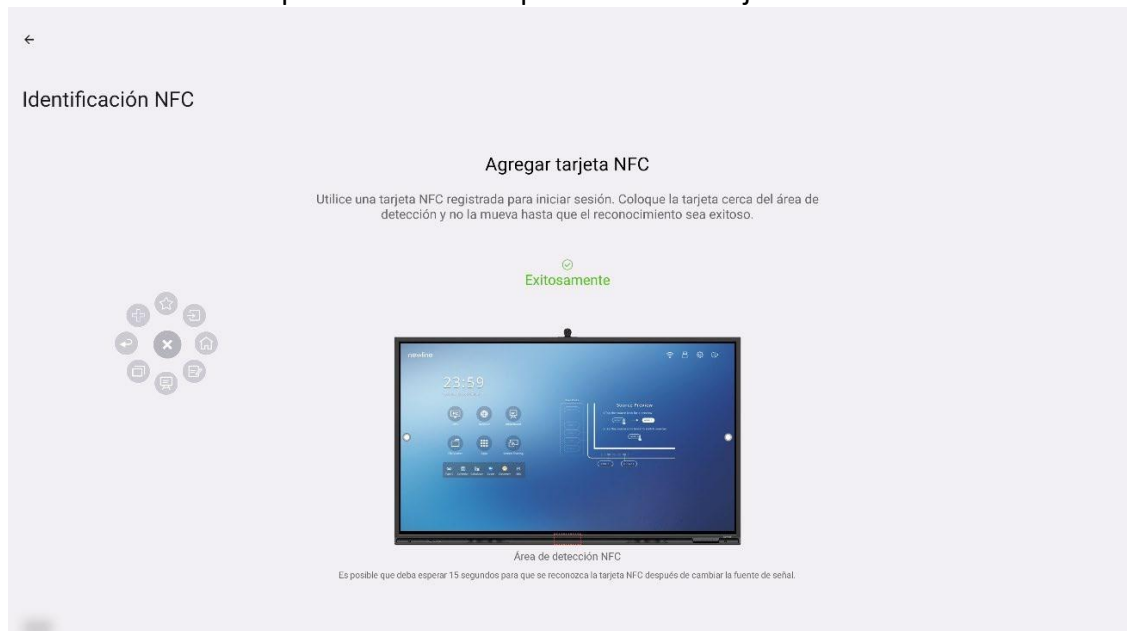 Identificación NFC
Agregar tarjeta NFC
Utilice una tarjeta NFC registrada para iniciar sesión. Coloque la tarjeta cerca del área de
detección y no la mueva hasta que el reconocimiento sea exitoso.
Exitosamente
newline
23:59
Source Preview
Área de detección NFC
Es posible que deba esperar 15 segundos para que se reconozca la tarjeta NFC después de cambiar la fuente de señal.